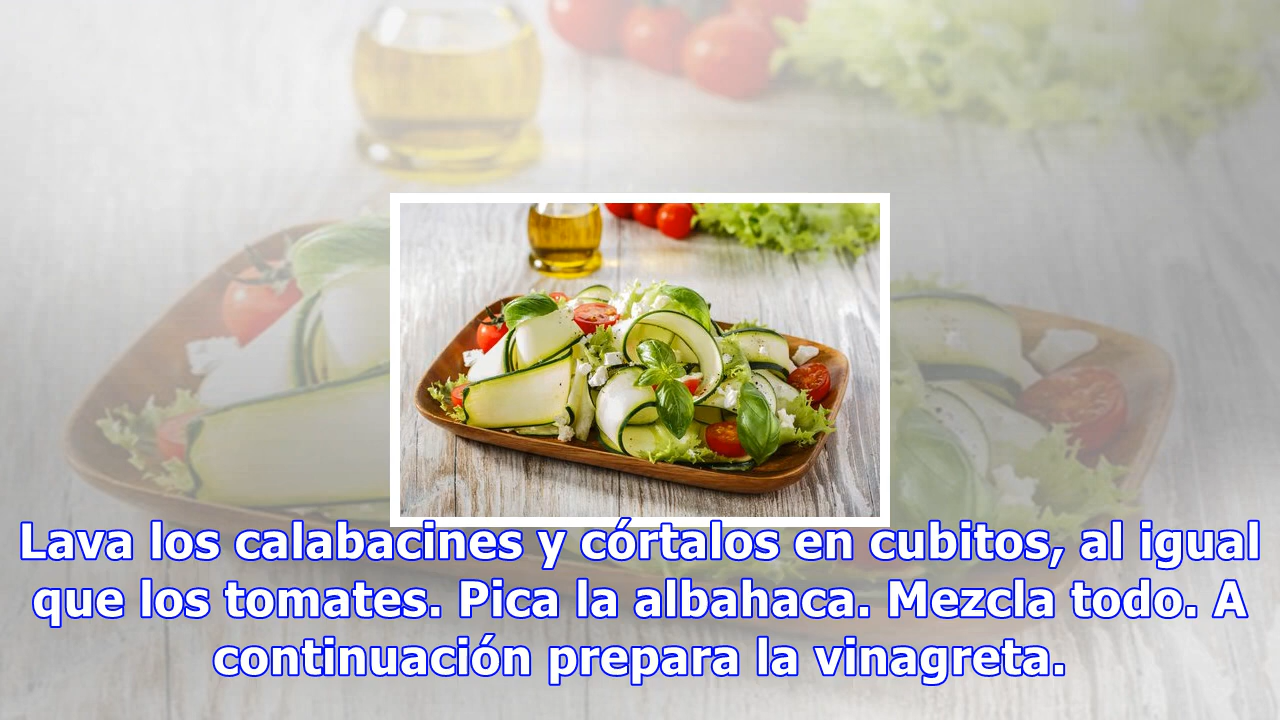 Lava los calabacines y córtalos en cubitos, al igual
que los tomates. Pica la albahaca. Mezcla todo. A
continuación prepara la vinagreta.